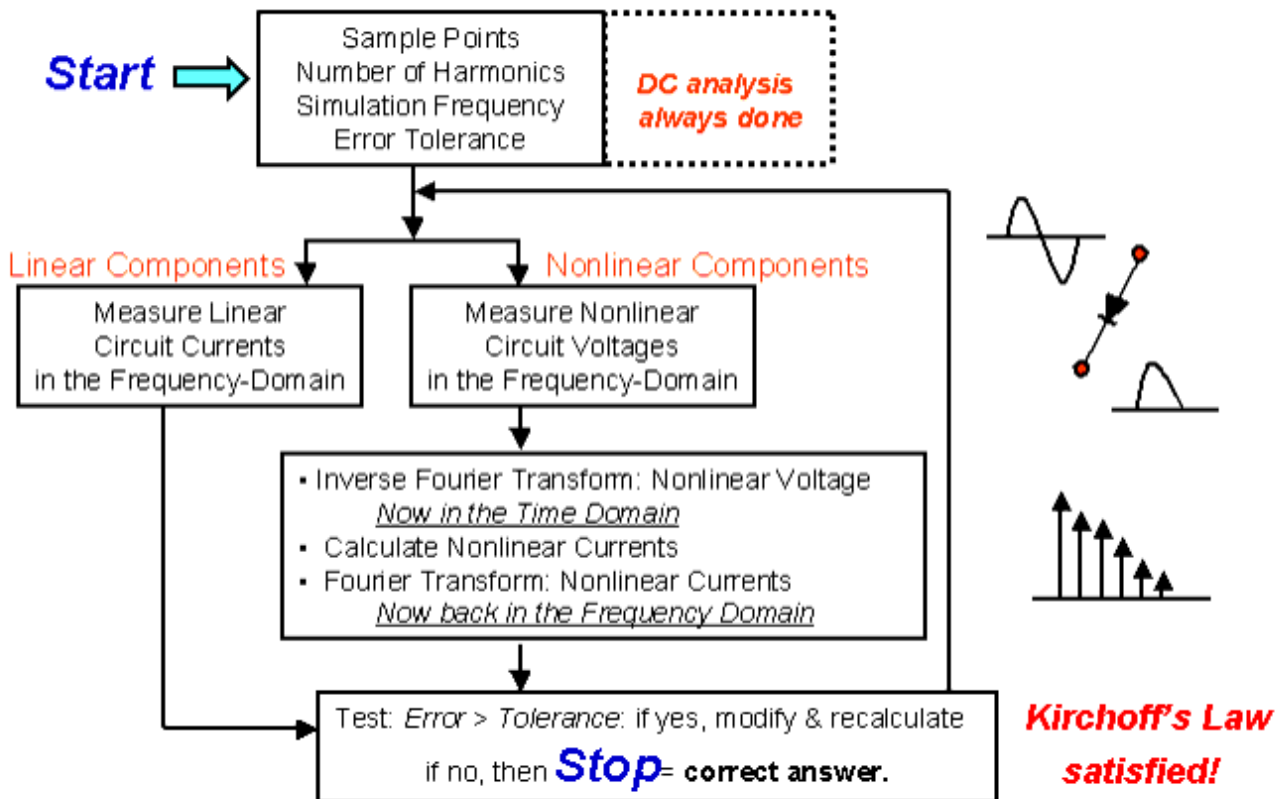 Start
Sample Points
Number of Harmonics
Simulation Frequency
Error Tolerance
DC analysis
always done
Linear Components
Nonlinear Components
Measure Linear
Circuit Currents
in the Frequency-Domain
Measure Nonlinear
Circuit Voltages
in the Frequency-Domain
▪ Inverse Fourier Transform: Nonlinear Voltage
Now in the Time Domain
▪ Calculate Nonlinear Currents
▪ Fourier Transform: Nonlinear Currents
Now back in the Frequency Domain
Test: Error > Tolerance: if yes, modify & recalculate
if no, then Stop= correct answer.
Kirchoff's Law
satisfied!